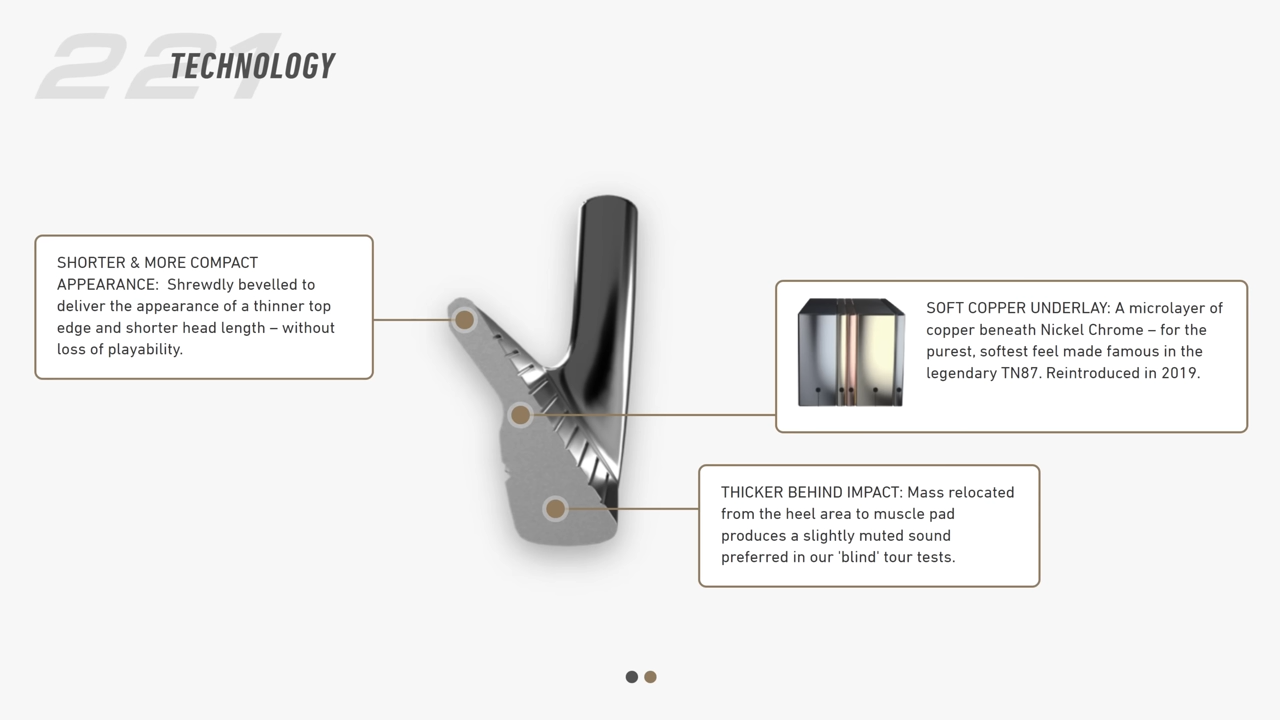 221
TECHNOLOGY
SHORTER & MORE COMPACT
APPEARANCE:  Shrewdly bevelled to
deliver the appearance of a thinner top
edge and shorter head length – without
loss of playability.
SOFT COPPER UNDERLAY: A microlayer of
copper beneath Nickel Chrome – for the
purest, softest feel made famous in the
legendary TN87. Reintroduced in 2019.
THICKER BEHIND IMPACT: Mass relocated
from the heel area to muscle pad
produces a slightly muted sound
preferred in our 'blind' tour tests.